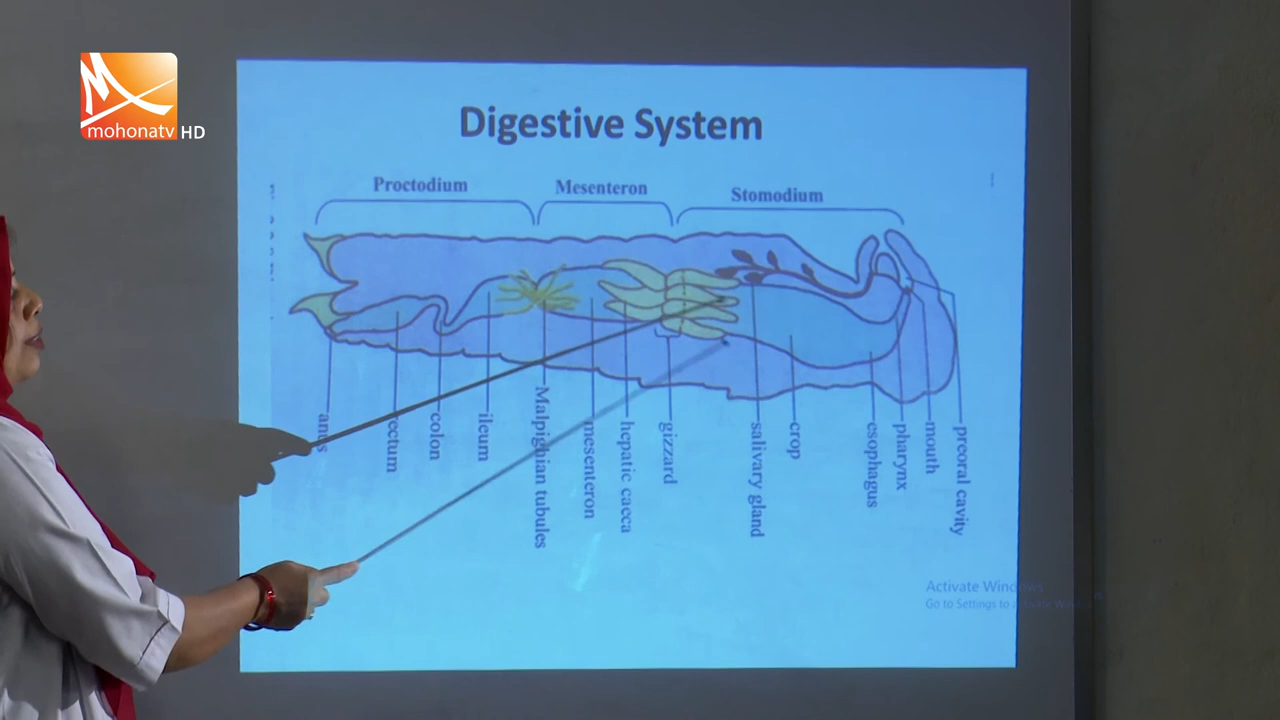 mohonatv HD
Digestive System
Proctodium
Mesenteron
Stomodium
anus
rectum
colon
ileum
Malpighian tubules
mesenteron
hepatic caeca
gizzard
salivary gland
crop
esophagus
pharynx
mouth
preoral cavity
Activate Windows
Go to Settings to activate Windows